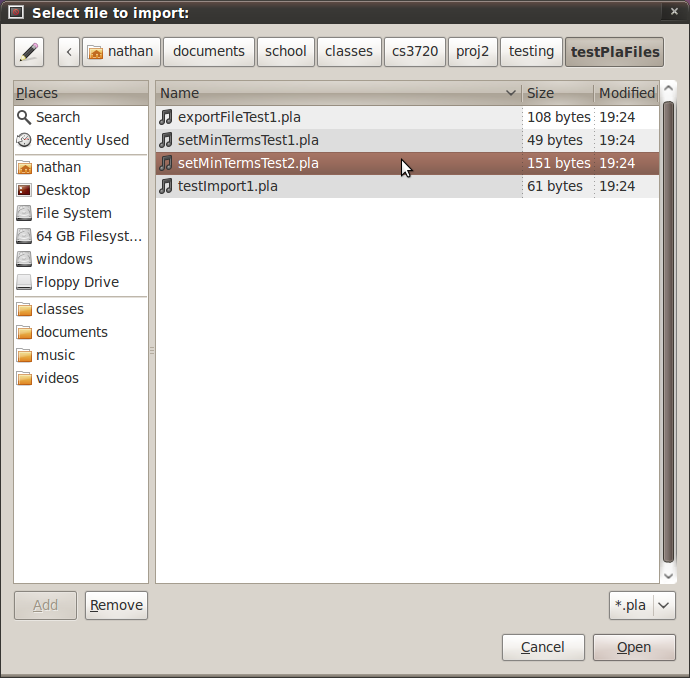 Select file to import:
nathan documents school classes cs3720 proj2 testing testPlaFiles
Places
Search
Recently Used
nathan
Desktop
File System
64 GB Filesyst...
windows
Floppy Drive
classes
documents
music
videos
Name Size Modified
exportFileTest1.pla 108 bytes 19:24
setMinTermsTest1.pla 49 bytes 19:24
setMinTermsTest2.pla 151 bytes 19:24
testImport1.pla 61 bytes 19:24
Add Remove *.pla
Cancel Open